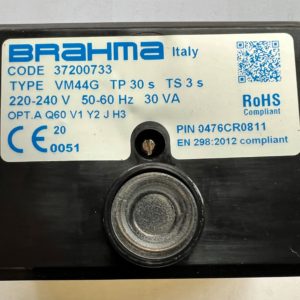 BRAHMA Italy
CODE 37200733
TYPE VM44G TP 30 s TS 3 s
220-240 V 50-60 Hz 30 VA
OPT.A Q60 V1 Y2 J H3
RoHS
Compliant
CE 20
0051
PIN 0476CR0811
EN 298:2012 compliant